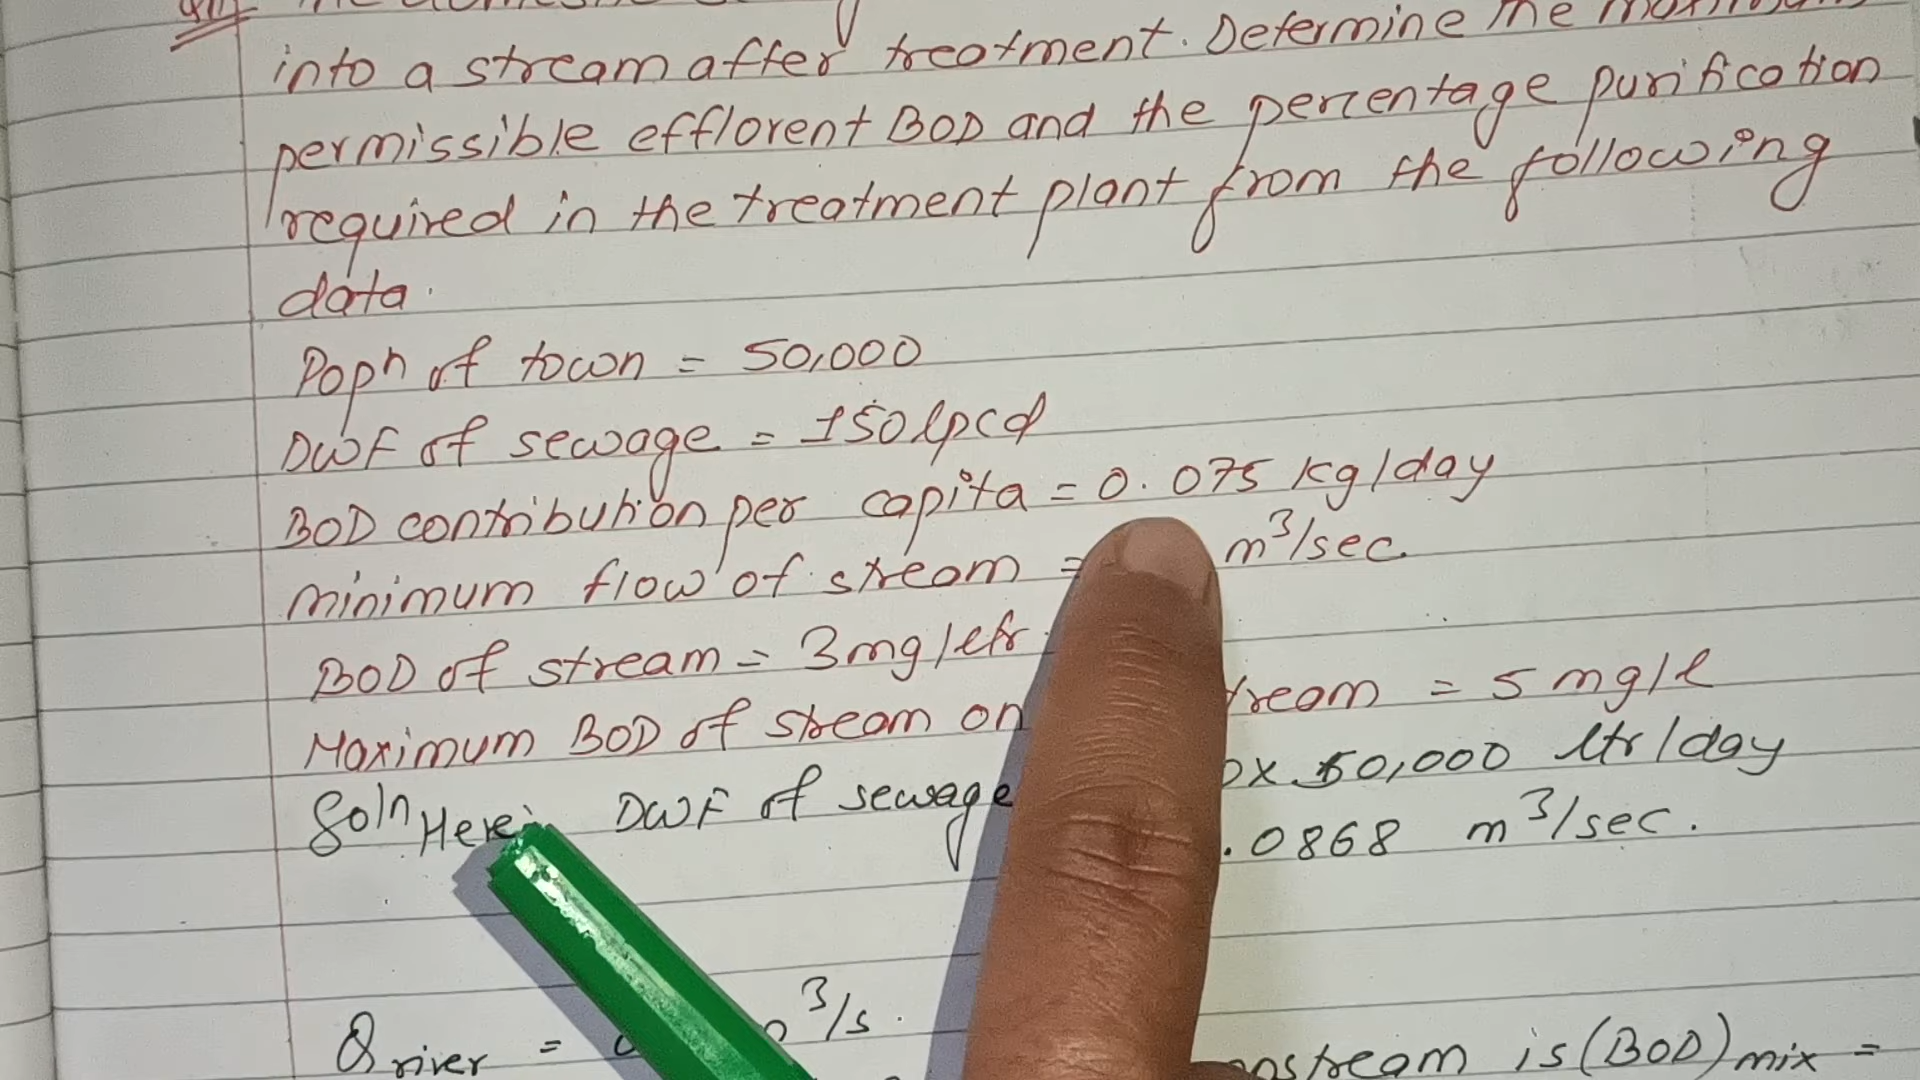 into a stream after treatment. Determine the
permissible efflorent BOD and the percentage purification
required in the treatment plant from the following
data.
Popn of town = 50,000
DWF of sewage = 150 lpcd
BOD contribution per capita = 0.075 kg/day
minimum flow of stream = m³/sec.
BOD of stream = 3mg/ltr
Maximum BOD of stream on = 5 mg/l
Soln Here, DWF of sewage x 50,000 ltr/day
.0868 m³/sec.
Q river = ³/s.
is (BOD) mix =